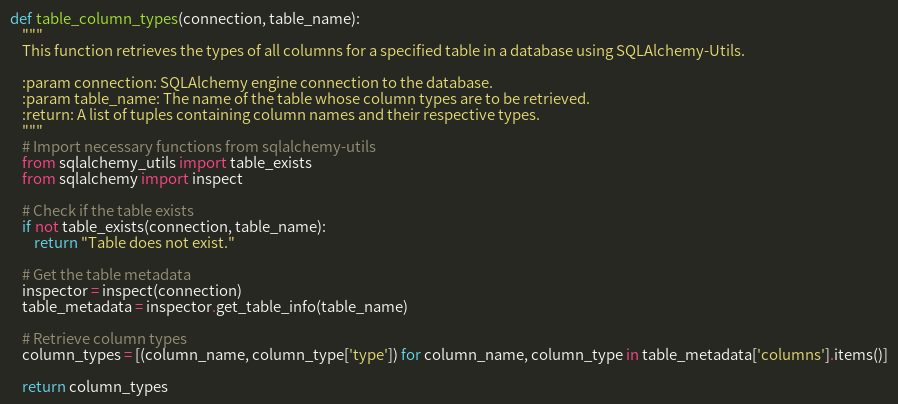 def table_column_types(connection, table_name):
    """
    This function retrieves the types of all columns for a specified table in a database using SQLAlchemy-Utils.

    :param connection: SQLAlchemy engine connection to the database.
    :param table_name: The name of the table whose column types are to be retrieved.
    :return: A list of tuples containing column names and their respective types.
    """
    # Import necessary functions from sqlalchemy-utils
    from sqlalchemy_utils import table_exists
    from sqlalchemy import inspect

    # Check if the table exists
    if not table_exists(connection, table_name):
        return "Table does not exist."

    # Get the table metadata
    inspector = inspect(connection)
    table_metadata = inspector.get_table_info(table_name)

    # Retrieve column types
    column_types = [(column_name, column_type['type']) for column_name, column_type in table_metadata['columns'].items()]

    return column_types